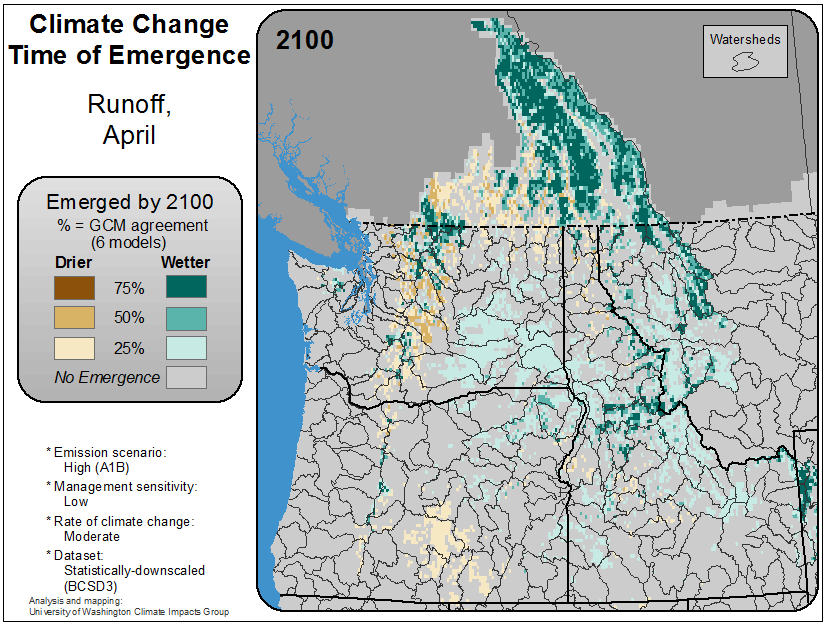 Climate Change
Time of Emergence
Runoff,
April
Emerged by 2100
% = GCM agreement
(6 models)
Drier Wetter
75%
50%
25%
No Emergence
* Emission scenario:
High (A1B)
* Management sensitivity:
Low
* Rate of climate change:
Moderate
* Dataset:
Statistically-downscaled
(BCSD3)
Analysis and mapping:
University of Washington Climate Impacts Group
2100
Watersheds